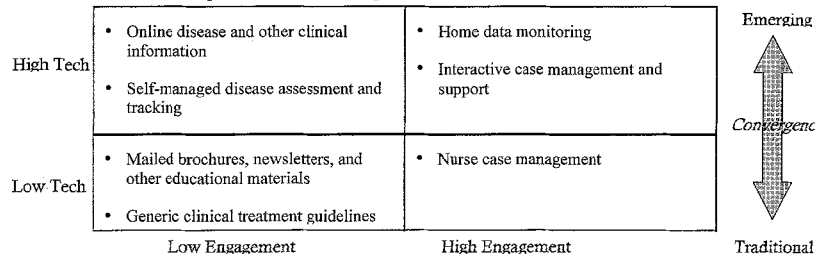 Emerging
High Tech
• Online disease and other clinical
information
• Self-managed disease assessment and
tracking
• Home data monitoring
• Interactive case management and
support
Convergenc
Low Tech
• Mailed brochures, newsletters, and
other educational materials
• Generic clinical treatment guidelines
• Nurse case management
Low Engagement
High Engagement
Traditional